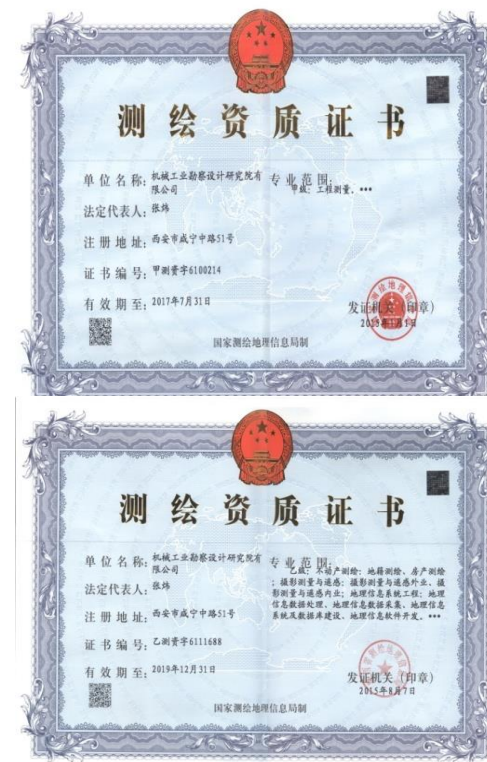 测绘资质证书
单位名称：机械工业勘察设计研究院有
限公司
专业范围：
甲级：工程测量。***
法定代表人：张炜
注册地址：西安市咸宁中路51号
证书编号：甲测资字6100214
有效期至：2017年7月31日
发证机关（印章）
国家测绘地理信息局制
测绘资质证书
单位名称：机械工业勘察设计研究院有
限公司
专业范围：
乙级：不动产测绘：地籍测绘、房产测绘
；摄影测量与遥感：摄影测量与遥感外业、摄
影测量与遥感内业；地理信息系统工程：地理
信息数据处理、地理信息数据采集、地理信息
系统及数据库建设、地理信息软件开发。***
法定代表人：张炜
注册地址：西安市咸宁中路51号
证书编号：乙测资字6111688
有效期至：2019年12月31日
发证机关（印章）
2015年8月7日
国家测绘地理信息局制